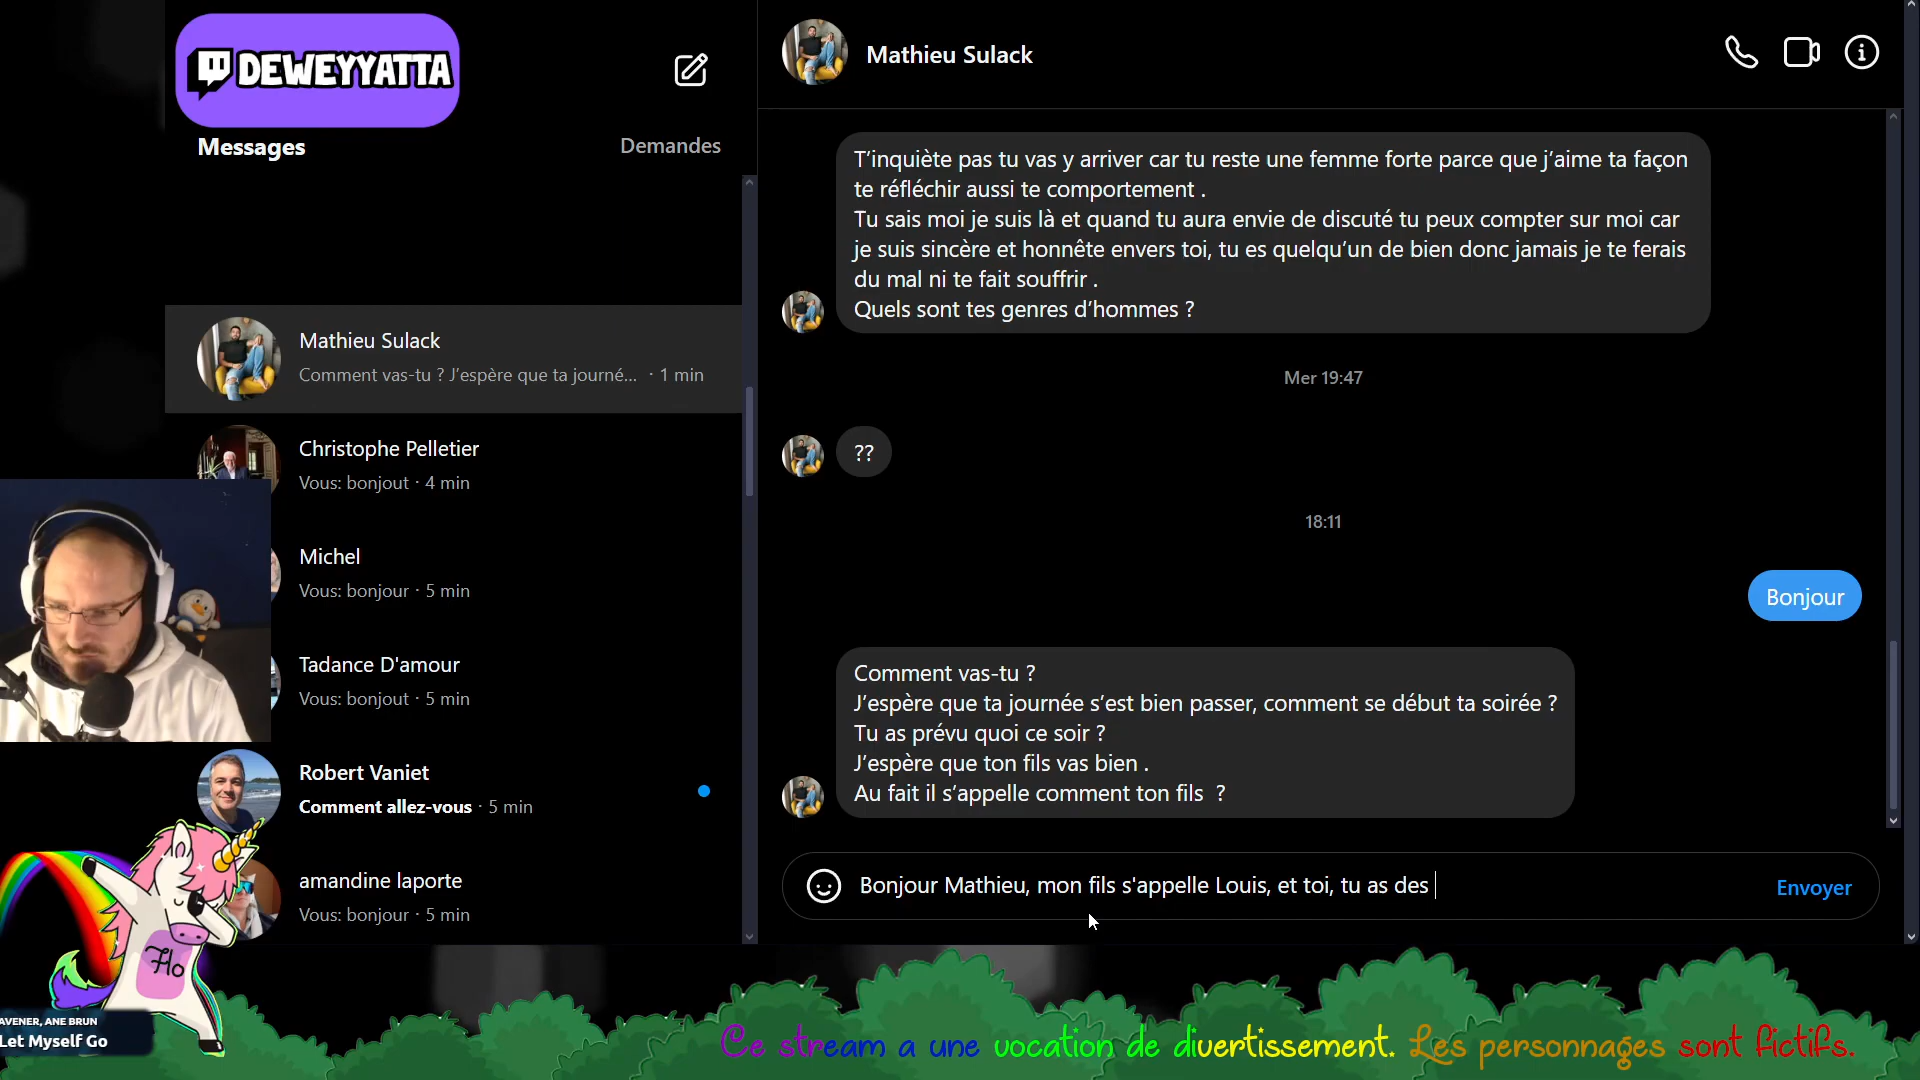 DEWEYYATTA
Messages
Demandes
Mathieu Sulack
Comment vas-tu ? J'espère que ta journé... · 1 min
Christophe Pelletier
Vous: bonjout · 4 min
Michel
Vous: bonjour · 5 min
Tadance D'amour
Vous: bonjout · 5 min
Robert Vaniet
Comment allez-vous · 5 min
amandine laporte
Vous: bonjour · 5 min
Flo
AVENER, ANE BRUN
Let Myself Go
Mathieu Sulack
T'inquiète pas tu vas y arriver car tu reste une femme forte parce que j'aime ta façon
te réfléchir aussi te comportement .
Tu sais moi je suis là et quand tu aura envie de discuté tu peux compter sur moi car
je suis sincère et honnête envers toi, tu es quelqu'un de bien donc jamais je te ferais
du mal ni te fait souffrir .
Quels sont tes genres d'hommes ?
Mer 19:47
??
18:11
Bonjour
Comment vas-tu ?
J'espère que ta journée s'est bien passer, comment se début ta soirée ?
Tu as prévu quoi ce soir ?
J'espère que ton fils vas bien .
Au fait il s'appelle comment ton fils  ?
Bonjour Mathieu, mon fils s'appelle Louis, et toi, tu as des
Envoyer
Ce stream a une vocation de divertissement. Les personnages sont fictifs.